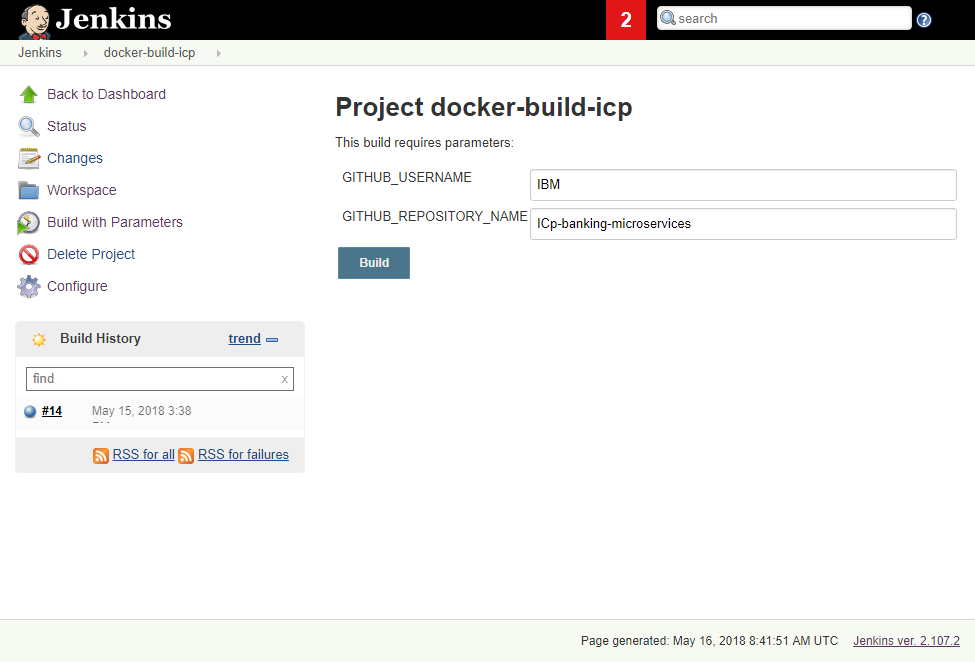 Jenkins
2
search
?
Jenkins
docker-build-icp
Back to Dashboard
Status
Changes
Workspace
Build with Parameters
Delete Project
Configure
Project docker-build-icp
This build requires parameters:
GITHUB_USERNAME
IBM
GITHUB_REPOSITORY_NAME
ICp-banking-microservices
Build
Build History
trend
find
x
#14
May 15, 2018 3:38
RSS for all
RSS for failures
Page generated: May 16, 2018 8:41:51 AM UTC
Jenkins ver. 2.107.2